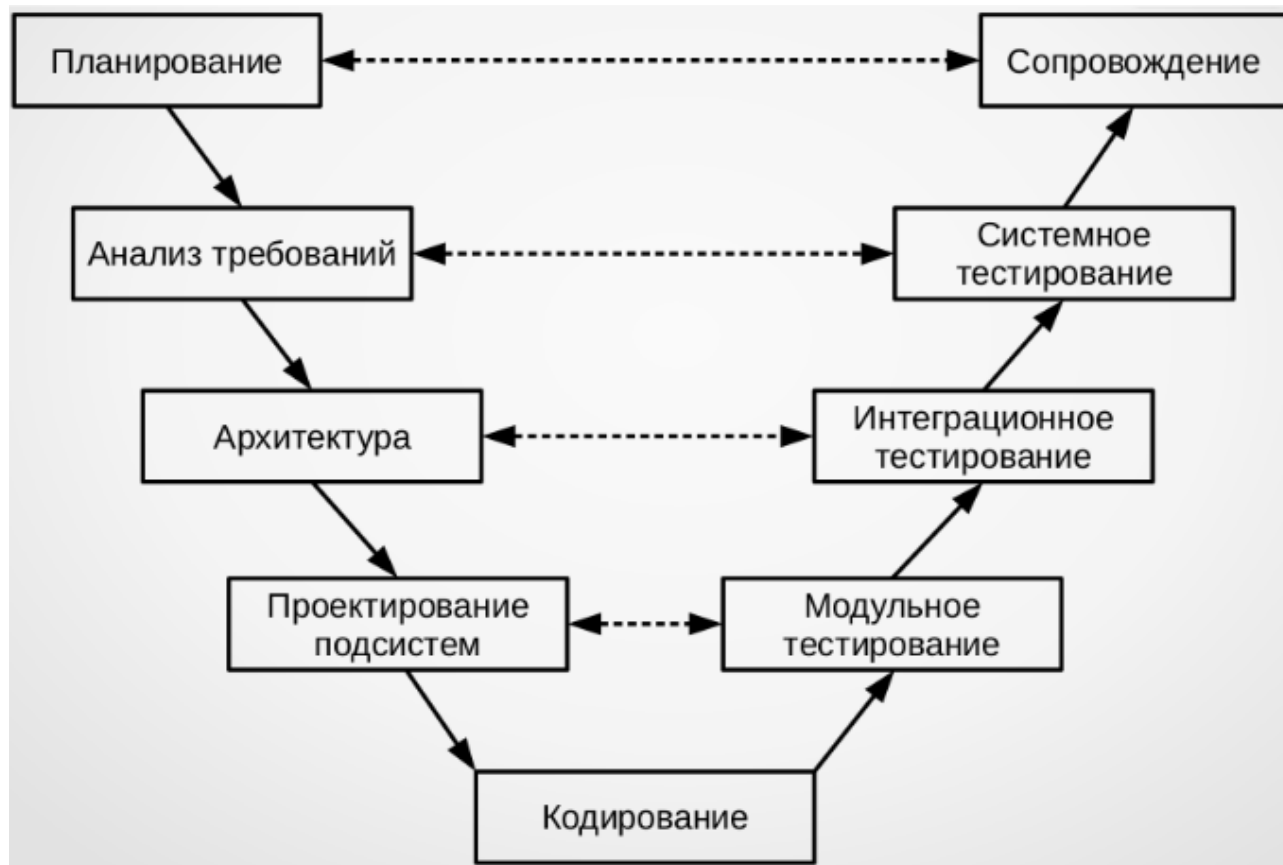 Планирование
Сопровождение
Анализ требований
Системное
тестирование
Архитектура
Интеграционное
тестирование
Проектирование
подсистем
Модульное
тестирование
Кодирование